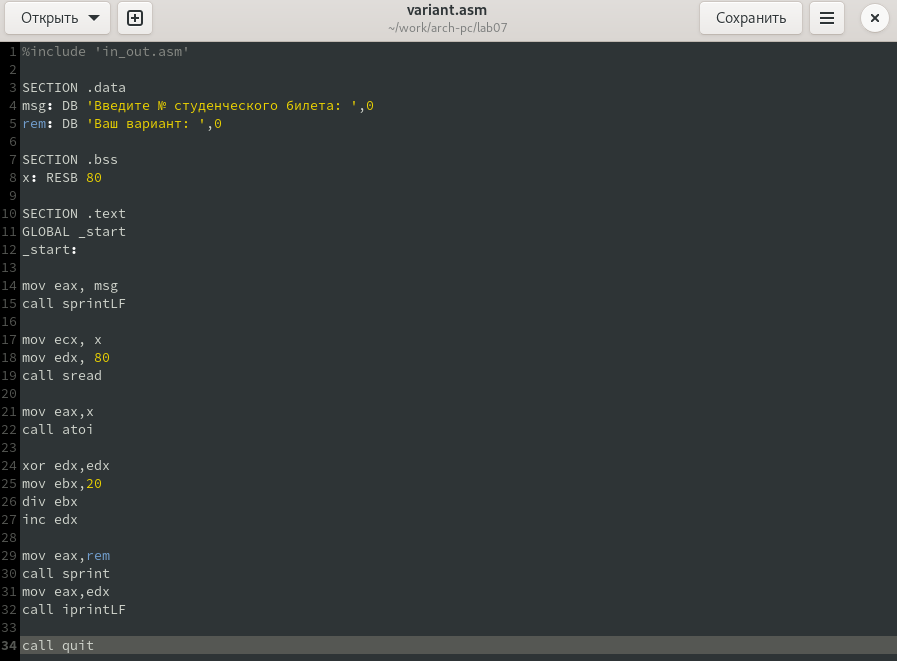 Открыть
variant.asm
~/work/arch-pc/lab07
Сохранить
1 %include 'in_out.asm'
2
3 SECTION .data
4 msg: DB 'Введите № студенческого билета: ',0
5 rem: DB 'Ваш вариант: ',0
6
7 SECTION .bss
8 x: RESB 80
9
10 SECTION .text
11 GLOBAL _start
12 _start:
13
14 mov eax, msg
15 call sprintLF
16
17 mov ecx, x
18 mov edx, 80
19 call sread
20
21 mov eax,x
22 call atoi
23
24 xor edx,edx
25 mov ebx,20
26 div ebx
27 inc edx
28
29 mov eax,rem
30 call sprint
31 mov eax,edx
32 call iprintLF
33
34 call quit